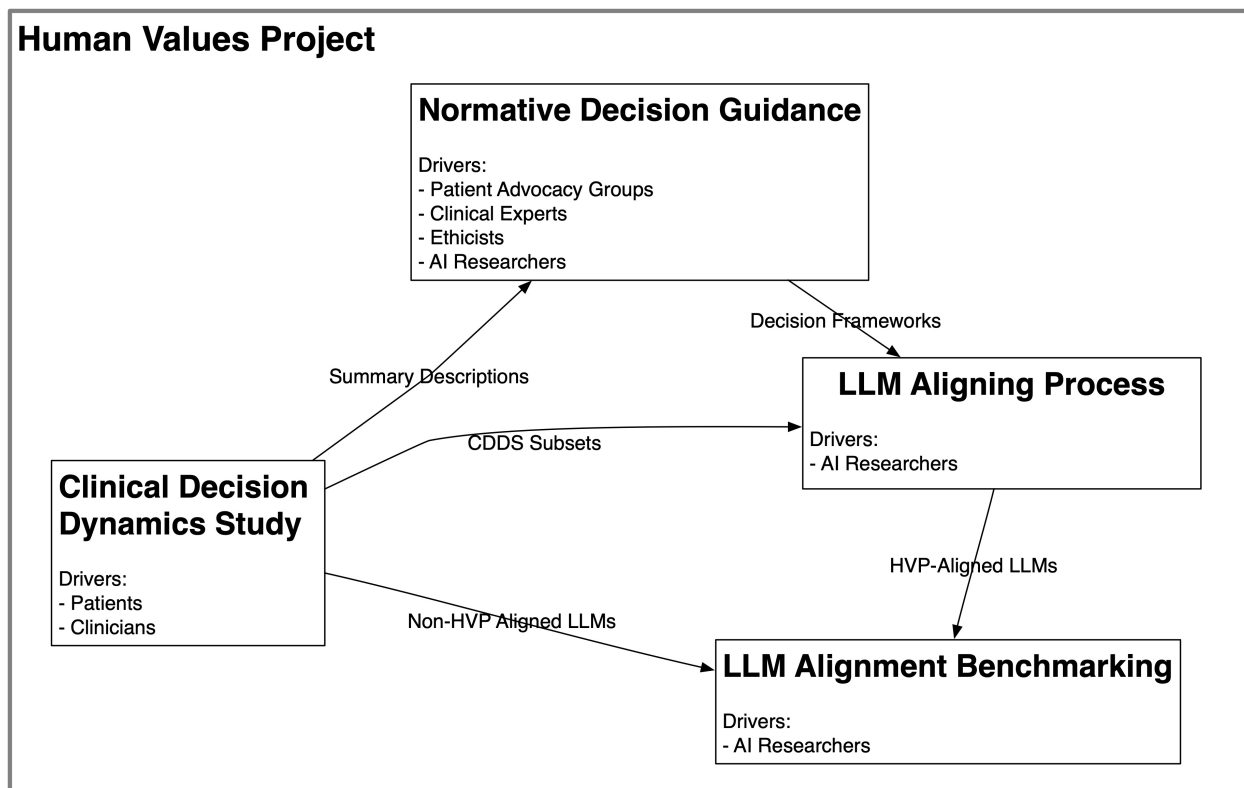 Human Values Project
Normative Decision Guidance
Drivers:
- Patient Advocacy Groups
- Clinical Experts
- Ethicists
- AI Researchers
Decision Frameworks
Summary Descriptions
LLM Aligning Process
Drivers:
- AI Researchers
CDDS Subsets
Clinical Decision
Dynamics Study
Drivers:
- Patients
- Clinicians
HVP-Aligned LLMs
Non-HVP Aligned LLMs
LLM Alignment Benchmarking
Drivers:
- AI Researchers